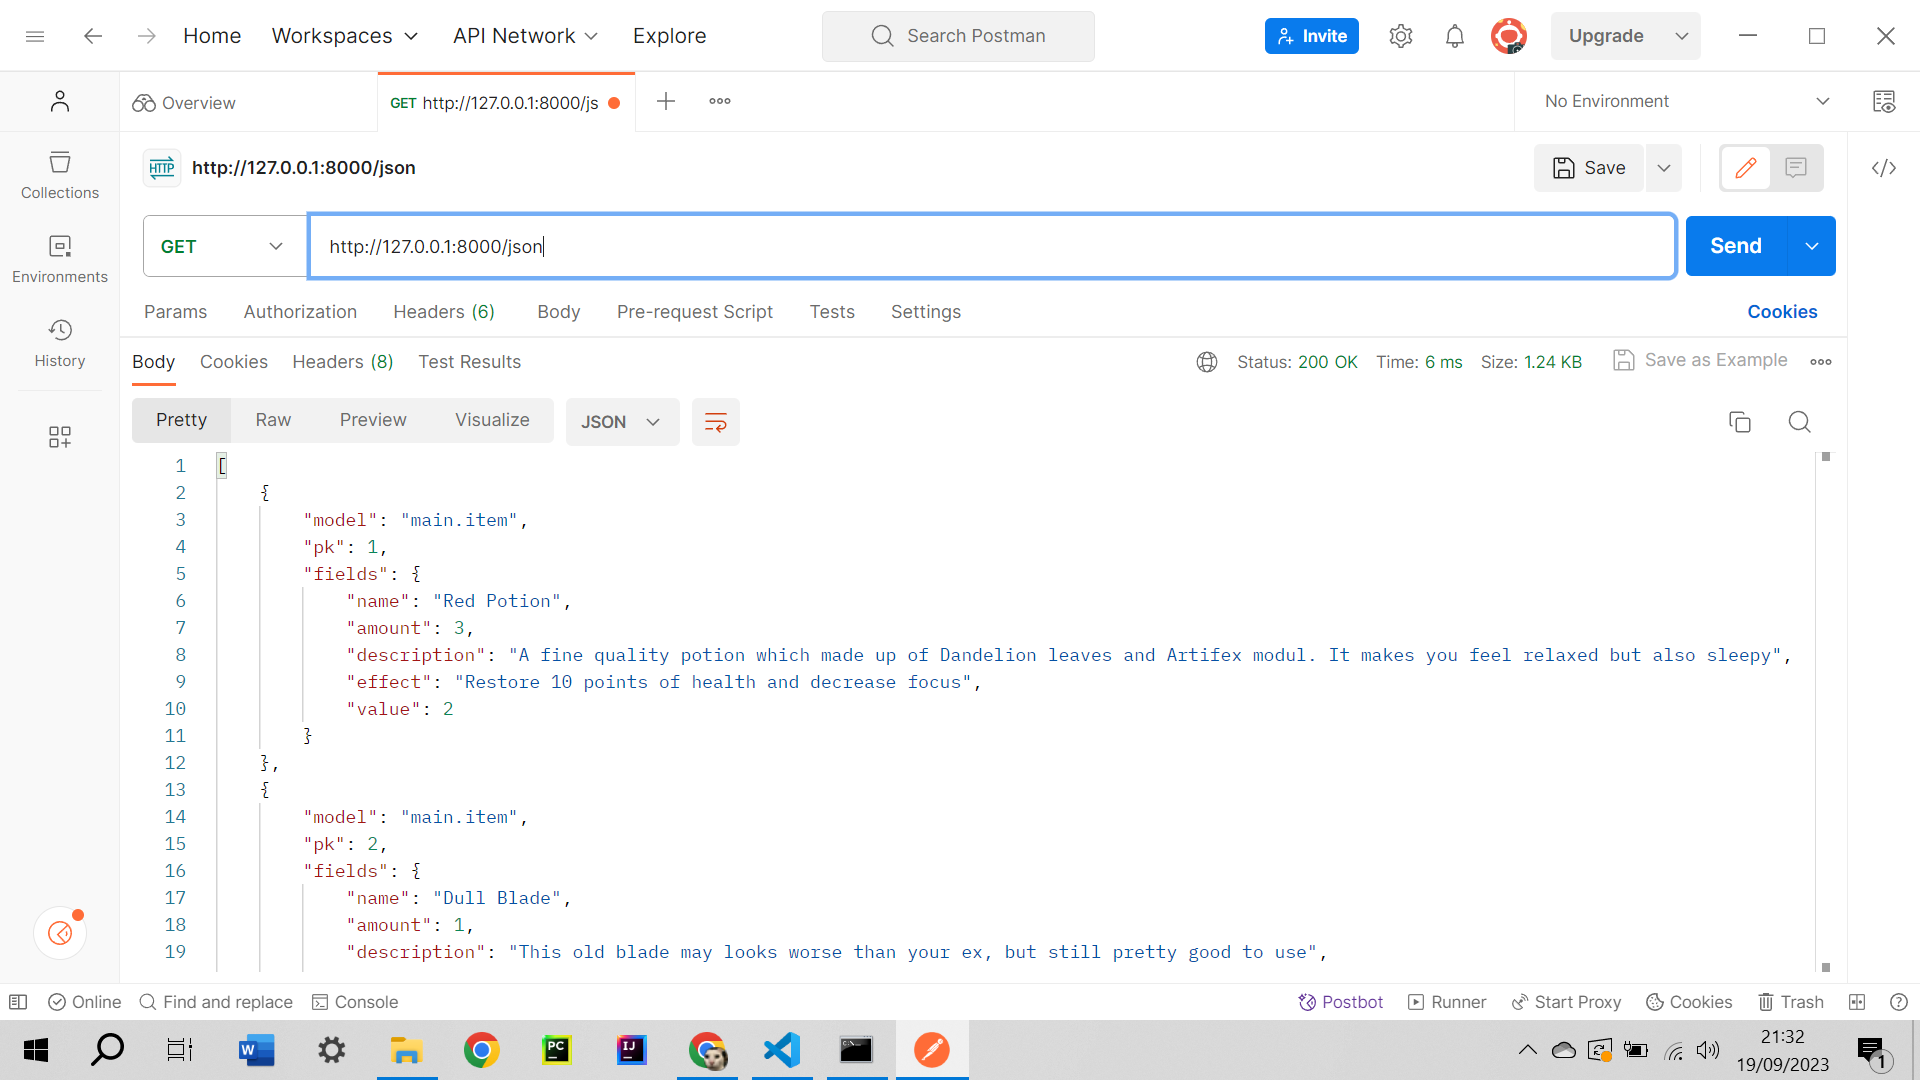 Home Workspaces API Network Explore Search Postman Invite Upgrade
Overview GET http://127.0.0.1:8000/js No Environment
HTTP http://127.0.0.1:8000/json Save
Collections
GET http://127.0.0.1:8000/json Send
Environments
Params Authorization Headers (6) Body Pre-request Script Tests Settings Cookies
History
Body Cookies Headers (8) Test Results Status: 200 OK Time: 6 ms Size: 1.24 KB Save as Example
Pretty Raw Preview Visualize JSON
1 [
2 {
3 "model": "main.item",
4 "pk": 1,
5 "fields": {
6 "name": "Red Potion",
7 "amount": 3,
8 "description": "A fine quality potion which made up of Dandelion leaves and Artifex modul. It makes you feel relaxed but also sleepy",
9 "effect": "Restore 10 points of health and decrease focus",
10 "value": 2
11 }
12 },
13 {
14 "model": "main.item",
15 "pk": 2,
16 "fields": {
17 "name": "Dull Blade",
18 "amount": 1,
19 "description": "This old blade may looks worse than your ex, but still pretty good to use",
Online Find and replace Console Postbot Runner Start Proxy Cookies Trash
W PC IJ C:\_ 21:32
19/09/2023 1